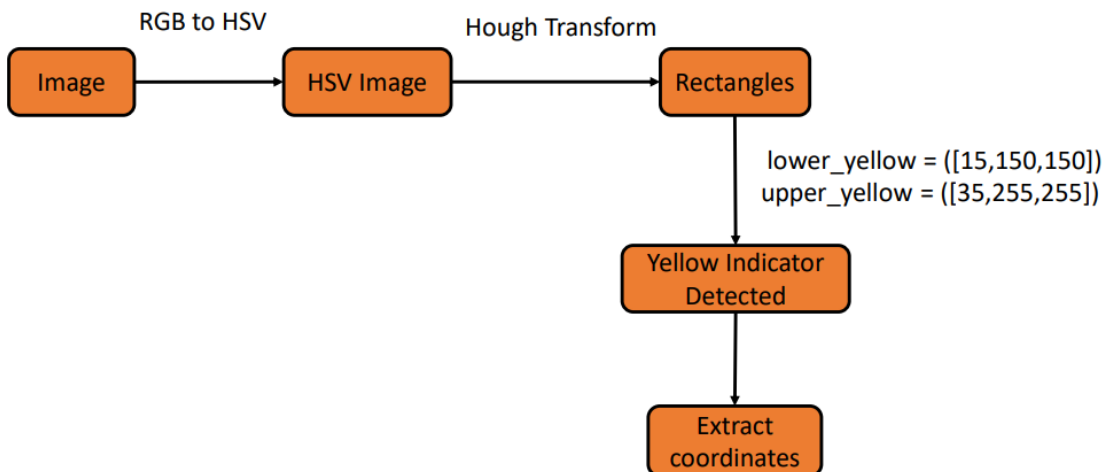 RGB to HSV
Hough Transform
Image
HSV Image
Rectangles
lower_yellow = ([15,150,150])
upper_yellow = ([35,255,255])
Yellow Indicator
Detected
Extract
coordinates